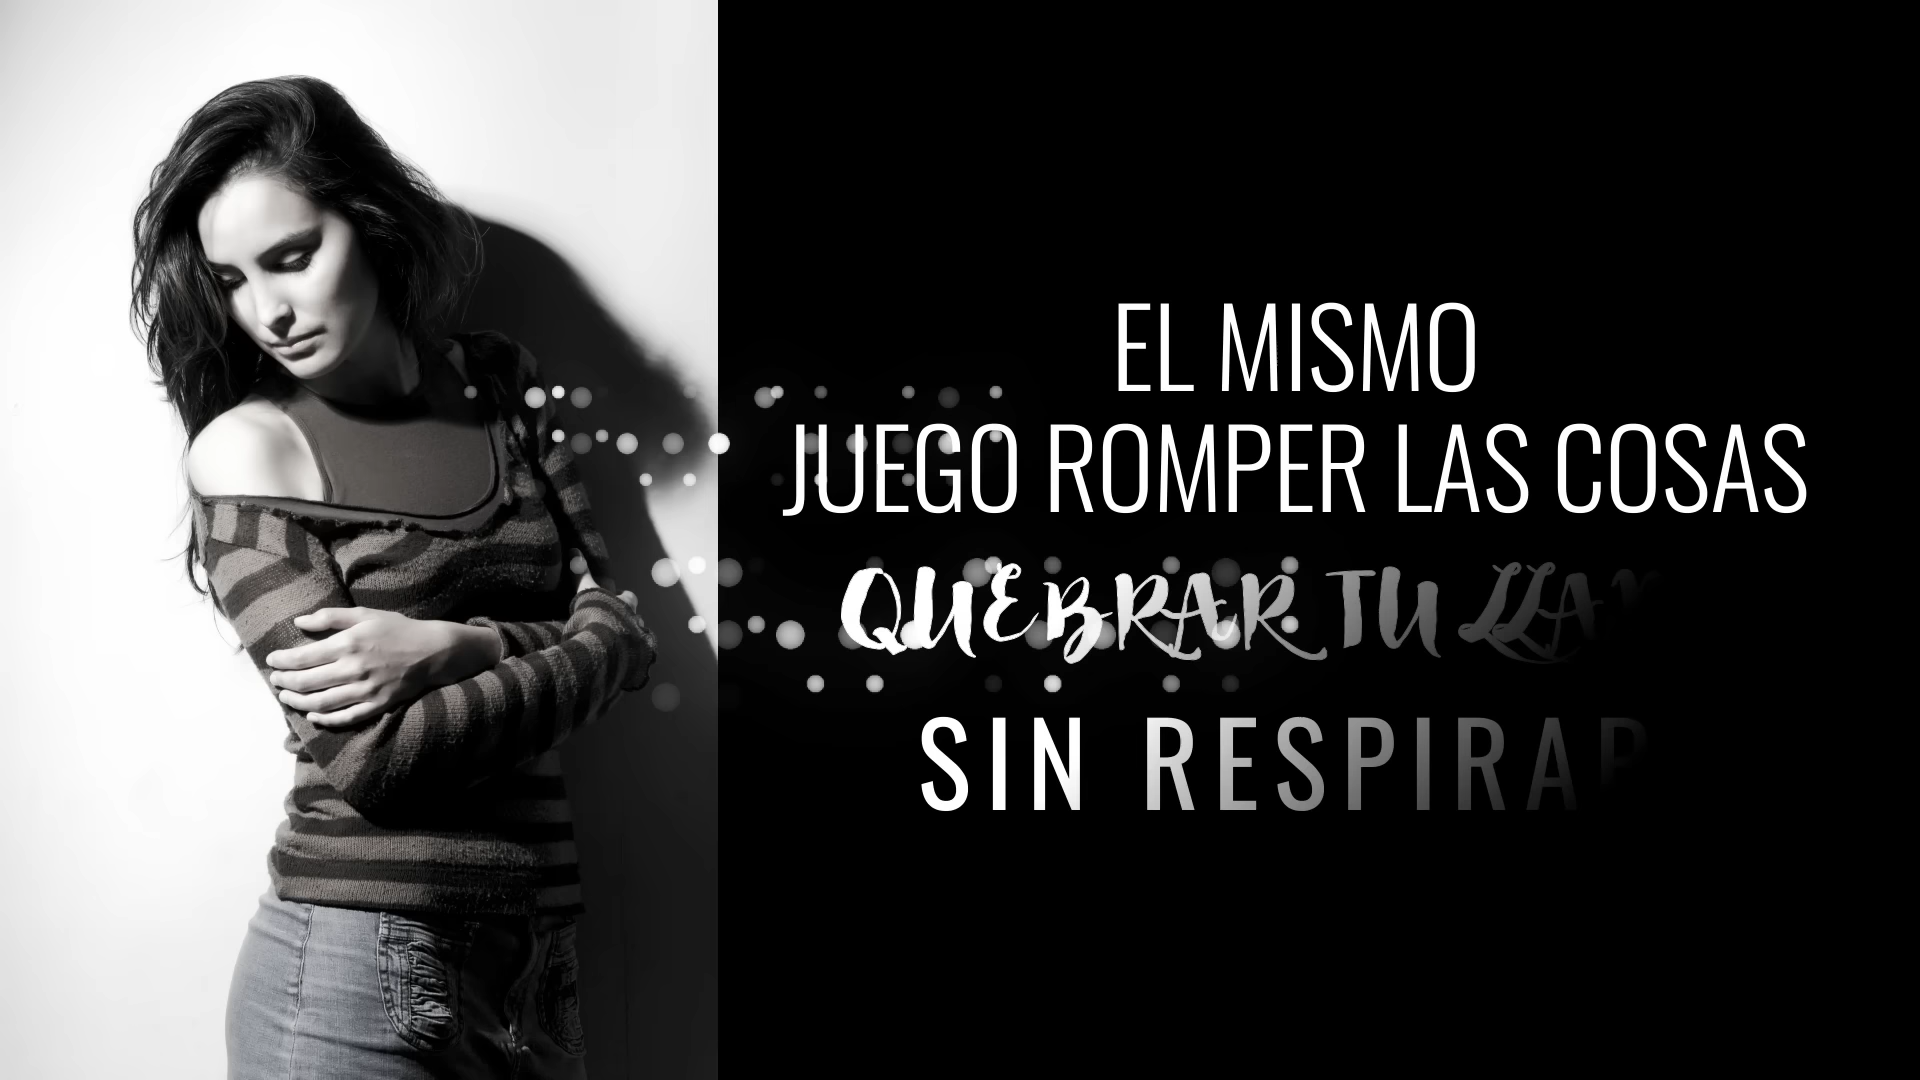 EL MISMO
JUEGO ROMPER LAS COSAS
QUEBRAR TU
SIN RESPIRAR